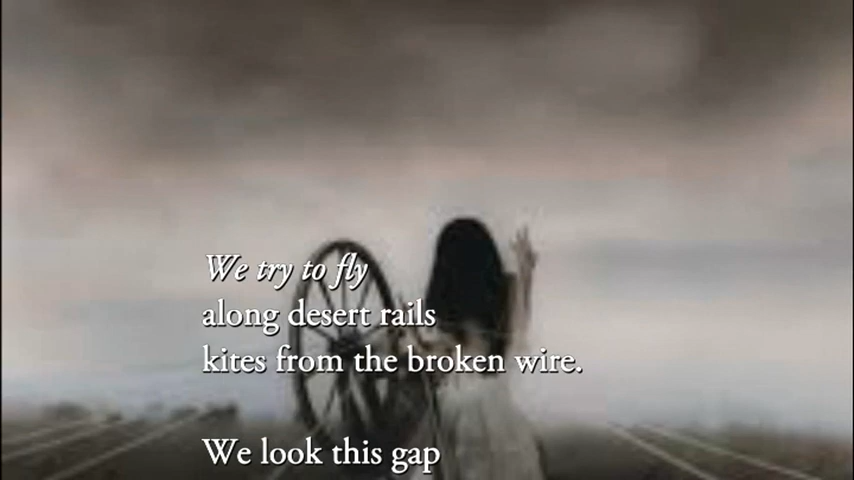 We try to fly
along desert rails
kites from the broken wire.
We look this gap